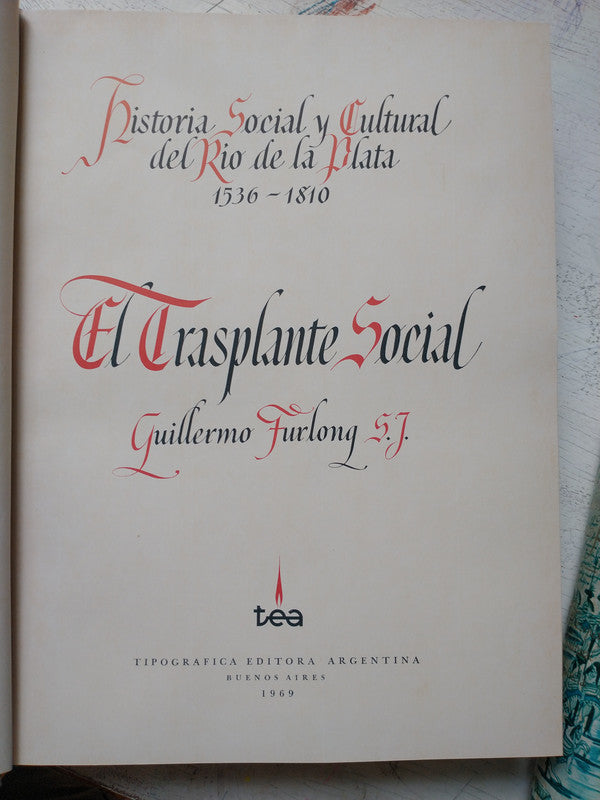 Historia Social y Cultural
del Rio de la Plata
1536 – 1810
El Trasplante Social
Guillermo Furlong S.J.
tea
TIPOGRAFICA EDITORA ARGENTINA
BUENOS AIRES
1969